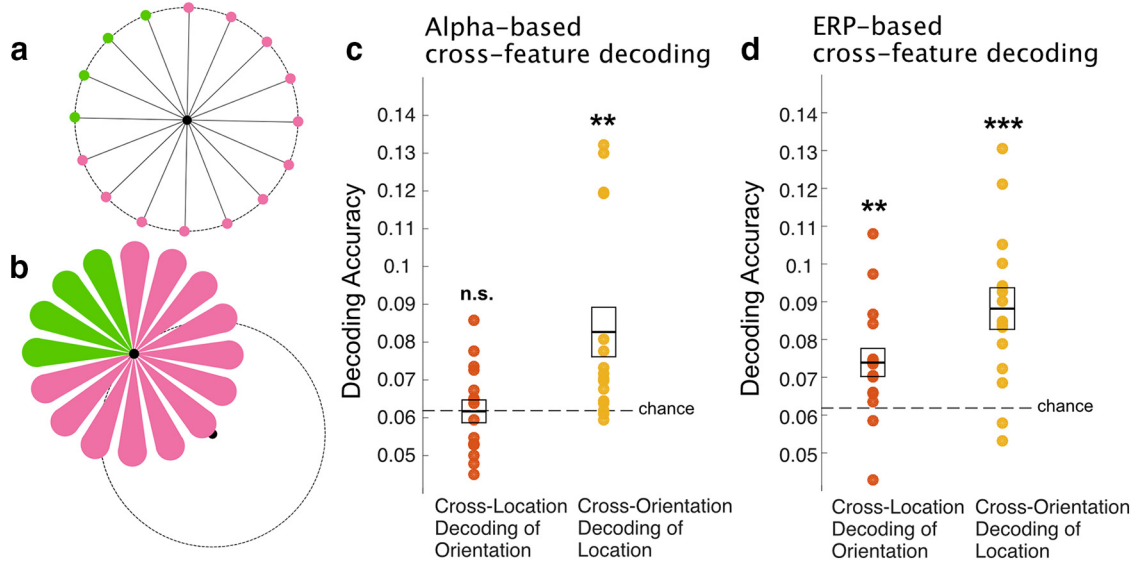 a
b
c
Alpha-based
cross-feature decoding
Decoding Accuracy
0.14
0.13
0.12
0.11
0.1
0.09
0.08
0.07
0.06
0.05
n.s.
**
chance
Cross-Location
Decoding of
Orientation
Cross-Orientation
Decoding of
Location
d
ERP-based
cross-feature decoding
Decoding Accuracy
0.14
0.13
0.12
0.11
0.1
0.09
0.08
0.07
0.06
0.05
**
***
chance
Cross-Location
Decoding of
Orientation
Cross-Orientation
Decoding of
Location